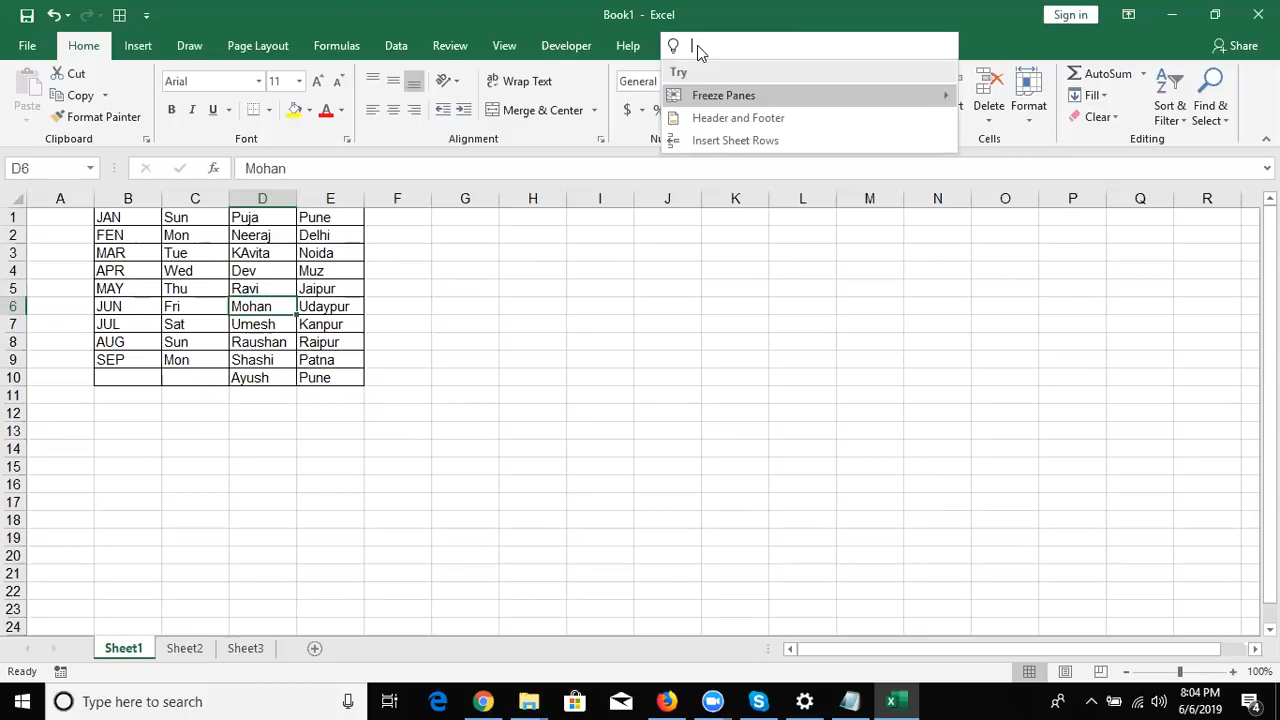 Book1 - Excel
Sign in
File Home Insert Draw Page Layout Formulas Data Review View Developer Help
Share
Try
Freeze Panes
Header and Footer
Insert Sheet Rows
Cut
Copy
Format Painter
Clipboard
Arial 11
B I U
Font
Wrap Text
Merge & Center
Alignment
General
$
Delete Format
Cells
AutoSum
Fill
Clear
Sort & Filter
Find & Select
Editing
D6 fx Mohan
A B C D E F G H I J K L M N O P Q R
1 JAN Sun Puja Pune
2 FEN Mon Neeraj Delhi
3 MAR Tue KAvita Noida
4 APR Wed Dev Muz
5 MAY Thu Ravi Jaipur
6 JUN Fri Mohan Udaypur
7 JUL Sat Umesh Kanpur
8 AUG Sun Raushan Raipur
9 SEP Mon Shashi Patna
10 Ayush Pune
11
12
13
14
15
16
17
18
19
20
21
22
23
24
Sheet1 Sheet2 Sheet3
Ready
100%
Type here to search
8:04 PM
6/6/2019
4